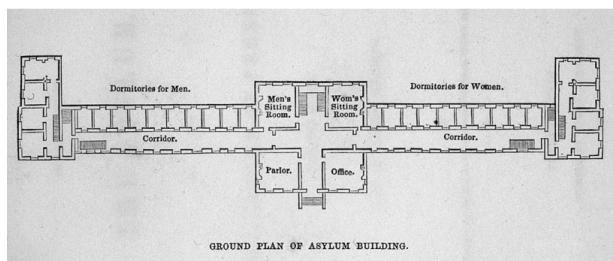 Dormitories for Men.
Dormitories for Women.
Men's
Sitting
Room.
Wom's
Sitting
Room.
Corridor.
Corridor.
Parlor.
Office.
GROUND PLAN OF ASYLUM BUILDING.